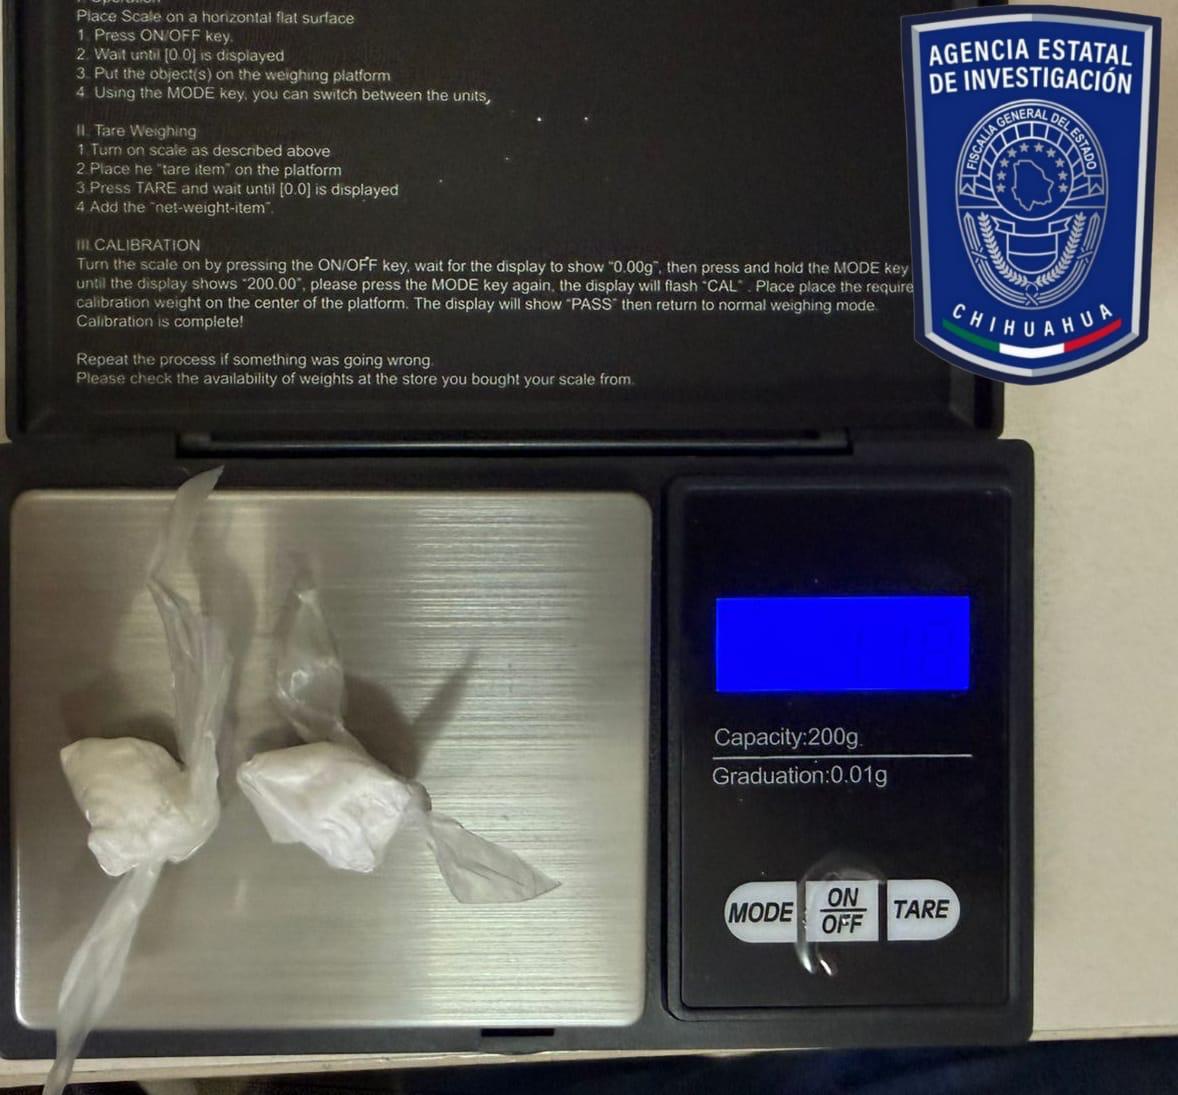 Place Scale on a horizontal flat surface
1. Press ON/OFF key.
2. Wait until [0.0] is displayed
3. Put the object(s) on the weighing platform
4. Using the MODE key, you can switch between the units,
II. Tare Weighing
1.Turn on scale as described above
2.Place he “tare item” on the platform
3.Press TARE and wait until [0.0] is displayed
4.Add the “net-weight-item”.
III.CALIBRATION
Turn the scale on by pressing the ON/OFF key, wait for the display to show “0.00g”, then press and hold the MODE key
until the display shows “200.00”, please press the MODE key again, the display will flash “CAL” . Place place the require
calibration weight on the center of the platform. The display will show “PASS” then return to normal weighing mode.
Calibration is complete!
Repeat the process if something was going wrong.
Please check the availability of weights at the store you bought your scale from.
AGENCIA ESTATAL
DE INVESTIGACIÓN
FISCALÍA GENERAL DEL ESTADO
CHIHUAHUA
Capacity:200g
Graduation:0.01g
MODE
ON
OFF
TARE